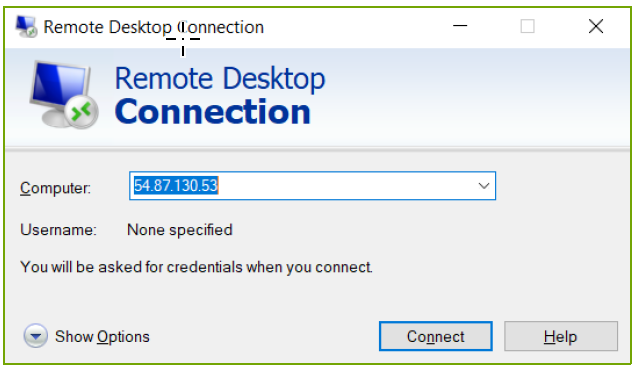 Remote Desktop Connection
Remote Desktop
Connection
Computer: 54.87.130.53
Username: None specified
You will be asked for credentials when you connect.
Show Options Connect Help